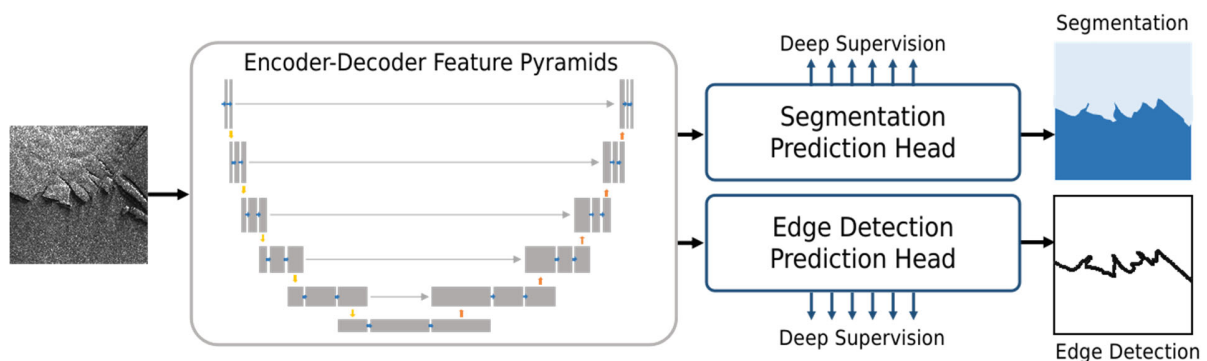 Segmentation
Deep Supervision
Encoder-Decoder Feature Pyramids
Segmentation
Prediction Head
Edge Detection
Prediction Head
Deep Supervision
Edge Detection